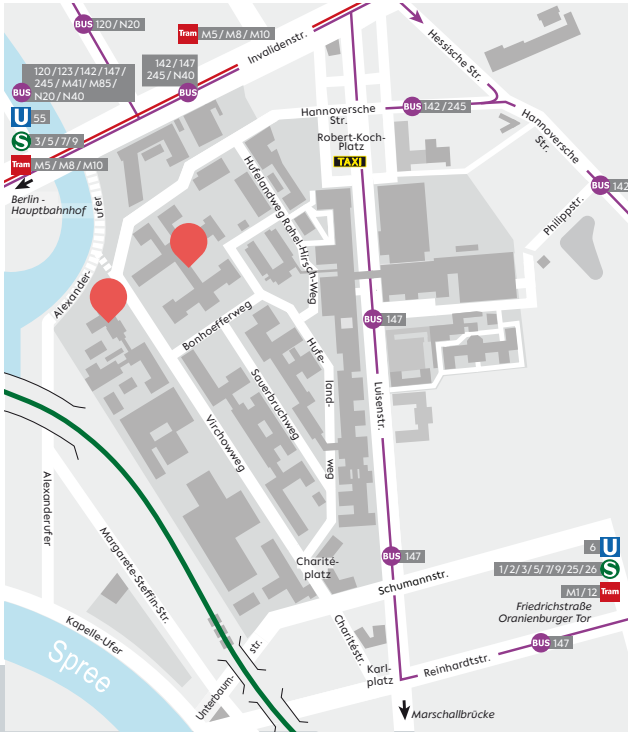 BUS 120 / N20
Tram M5 / M8 / M10
Invalidenstr.
Hessische Str.
120 / 123 / 142 / 147 /
BUS 245 / M41 / M85 /
N20 / N40
142 / 147
245 / N40
BUS
U 55
S 3 / 5 / 7 / 9
Tram M5 / M8 / M10
Berlin -
Hauptbahnhof
Hannoversche
Str.
BUS 142 / 245
Robert-Koch-
Platz
TAXI
Hannoversche
Str.
BUS 142
Philippstr.
Alexander-
ufer
Hufelandweg
Rahel-Hirsch-Weg
Bonhoefferweg
BUS 147
Hufe-
land-
weg
Sauerbruchweg
Virchowweg
Luisenstr.
Alexanderufer
Margarete-Steffin-Str.
Charité-
platz
BUS 147
Schumannstr.
6 U
1 / 2 / 3 / 5 / 7 / 9 / 25 / 26 S
M1 / 12 Tram
Friedrichstraße
Oranienburger Tor
BUS 147
Kapelle-Ufer
Spree
Unterbaum-
str.
Charitéstr.
Karl-
platz
Reinhardtstr.
Marschallbrücke